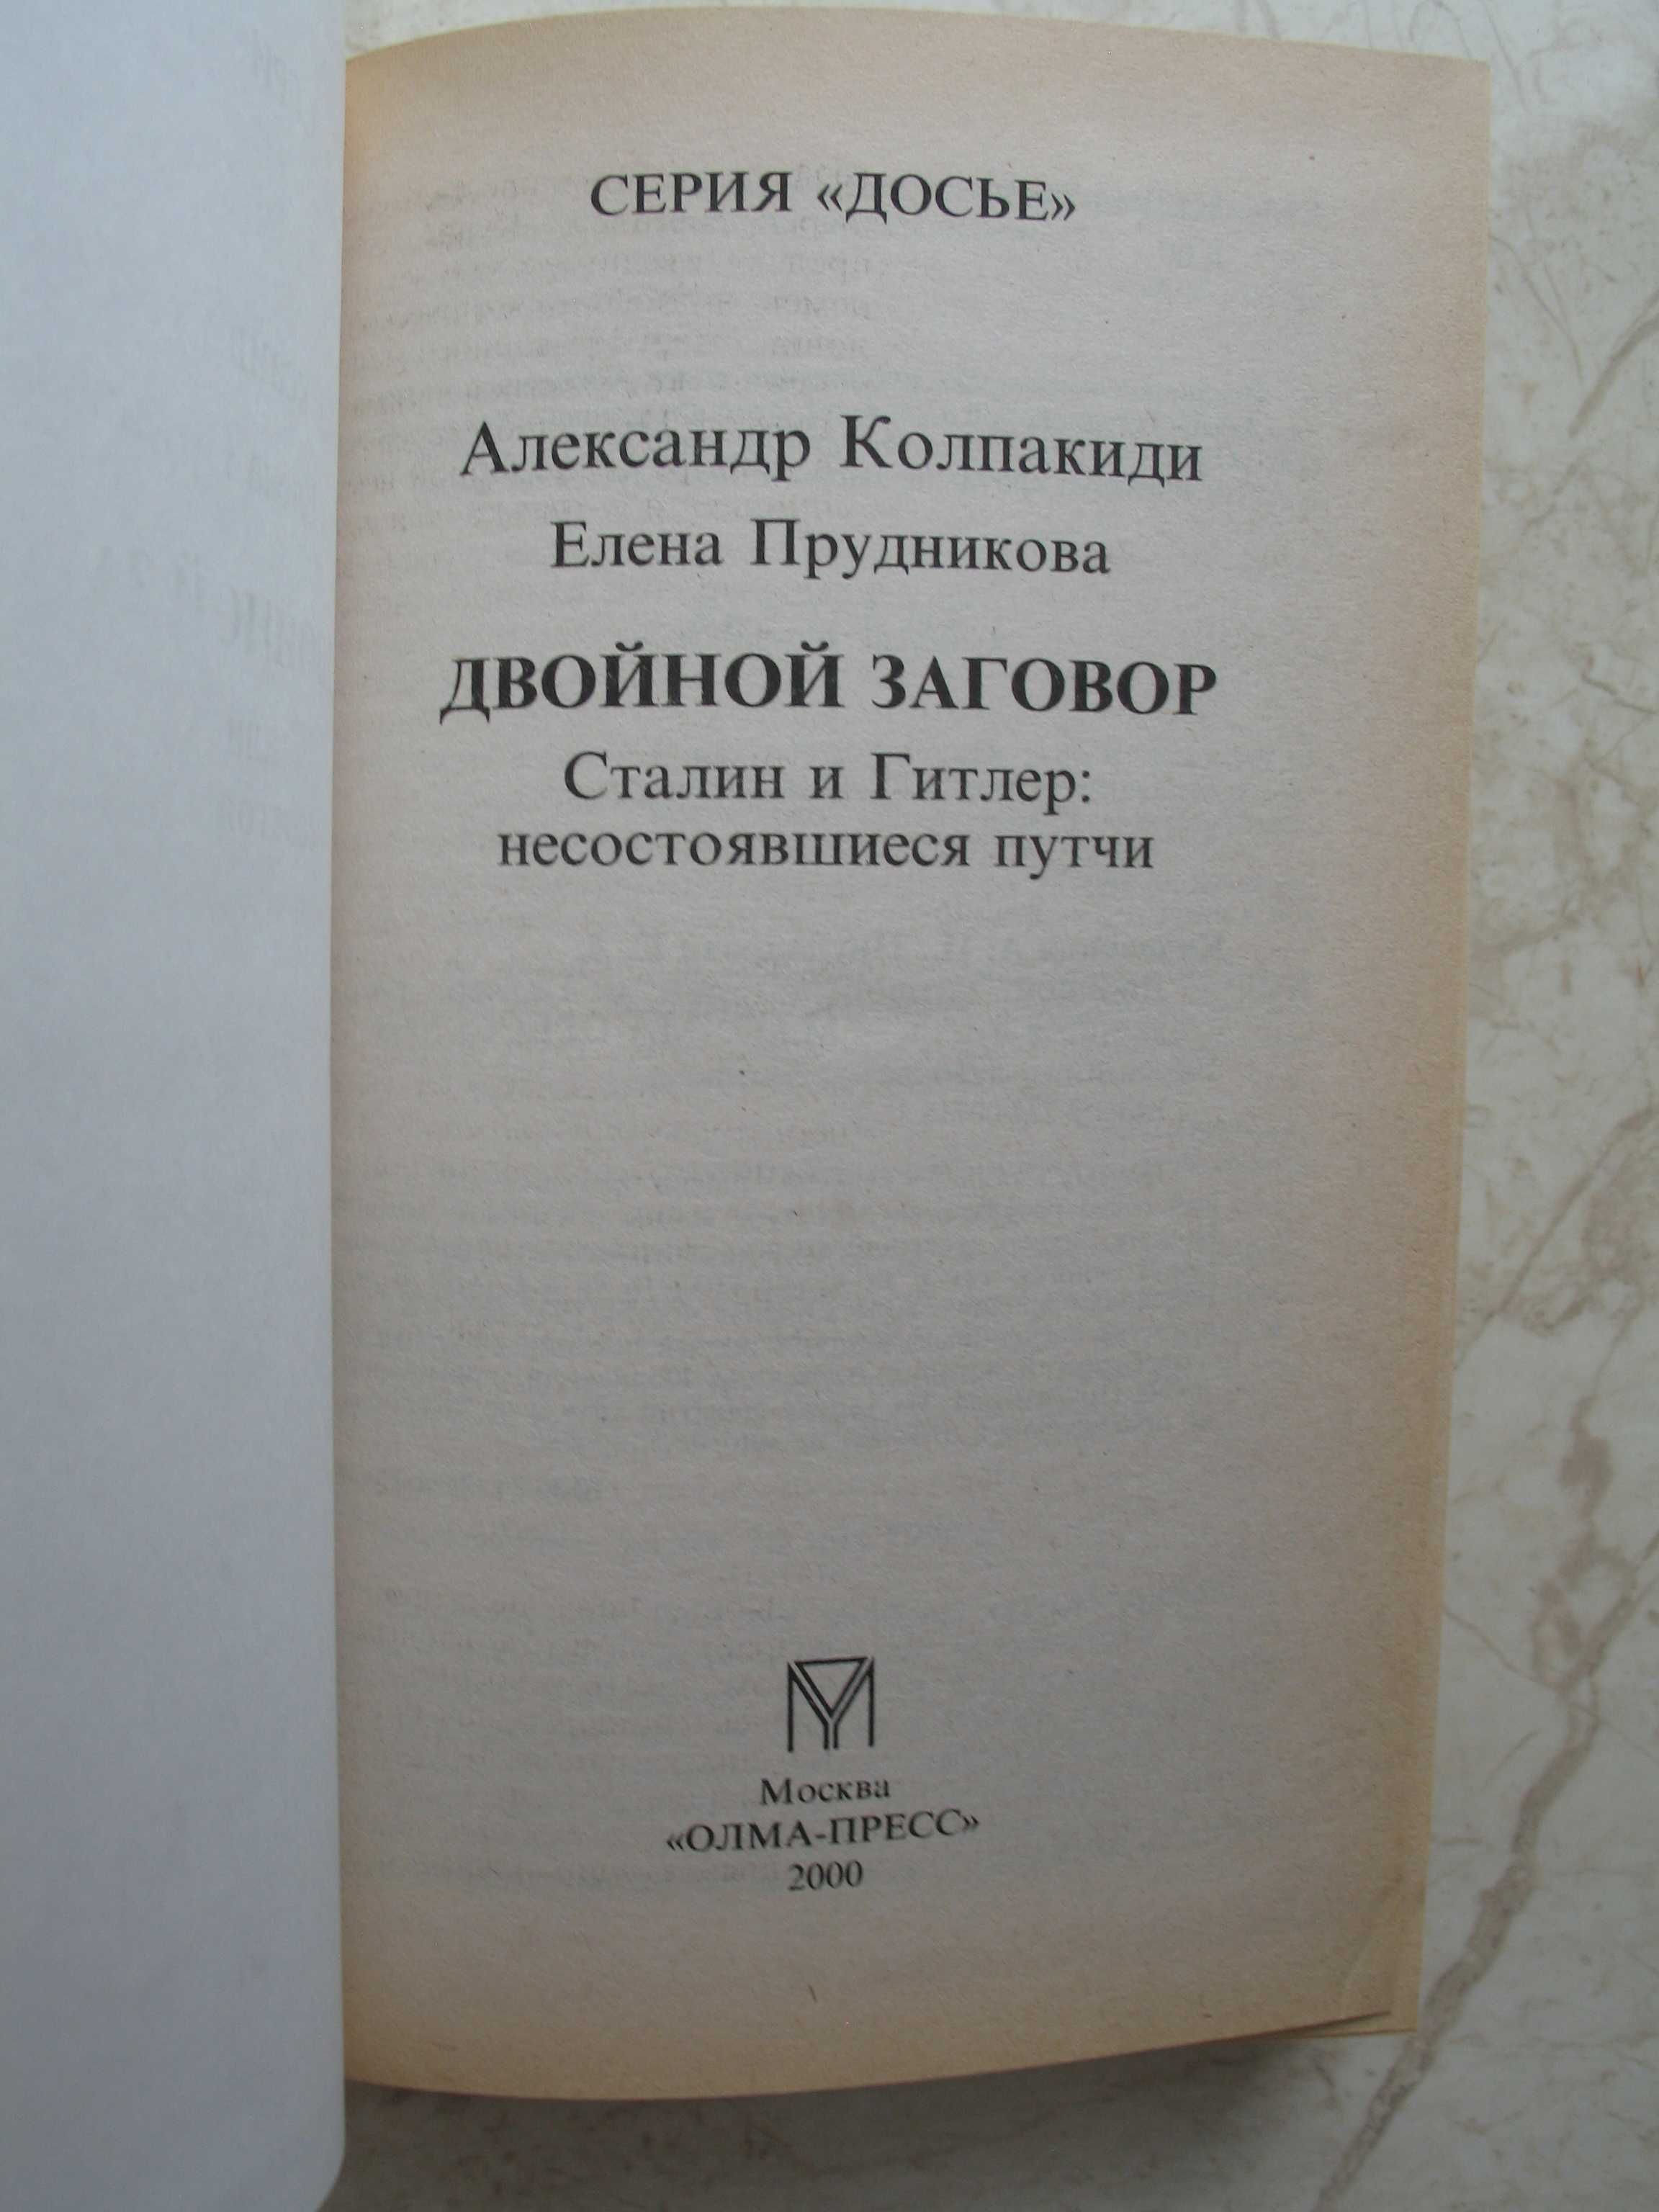 СЕРИЯ «ДОСЬЕ»
Александр Колпакиди
Елена Прудникова
ДВОЙНОЙ ЗАГОВОР
Сталин и Гитлер:
несостоявшиеся путчи
Москва
«ОЛМА-ПРЕСС»
2000